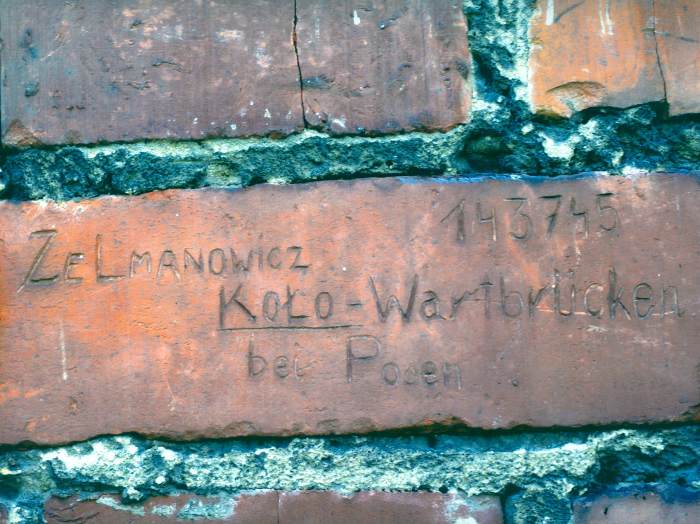 ZELMANOWICZ 143745
KOŁO-Wartbrücken
bei Posen